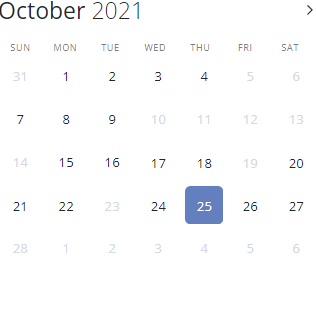 October 2021
SUN MON TUE WED THU FRI SAT
31 1 2 3 4 5 6
7 8 9 10 11 12 13
14 15 16 17 18 19 20
21 22 23 24 25 26 27
28 1 2 3 4 5 6